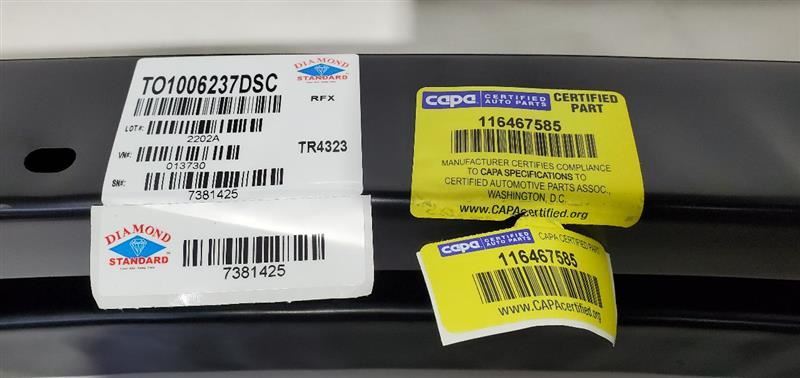 TO1006237DSC
DIAMOND
STANDARD
RFX
LOT#:
2202A
TR4323
VN#:
013730
SN#:
7381425
DIAMOND
STANDARD
7381425
capa CERTIFIED AUTO PARTS
CERTIFIED PART
116467585
MANUFACTURER CERTIFIES COMPLIANCE
TO CAPA SPECIFICATIONS TO
CERTIFIED AUTOMOTIVE PARTS ASSOC.,
WASHINGTON, D.C.
www.CAPAcertified.org
capa CERTIFIED AUTO PARTS
CAPA CERTIFIED PART
116467585
www.CAPAcertified.org